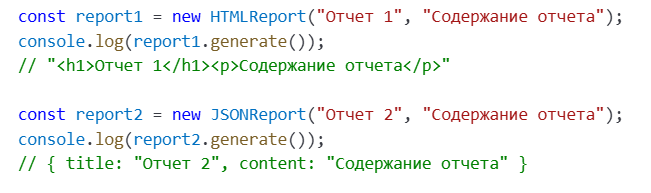 const report1 = new HTMLReport("Отчет 1", "Содержание отчета");
console.log(report1.generate());
// "<h1>Отчет 1</h1><p>Содержание отчета</p>"
const report2 = new JSONReport("Отчет 2", "Содержание отчета");
console.log(report2.generate());
// { title: "Отчет 2", content: "Содержание отчета" }